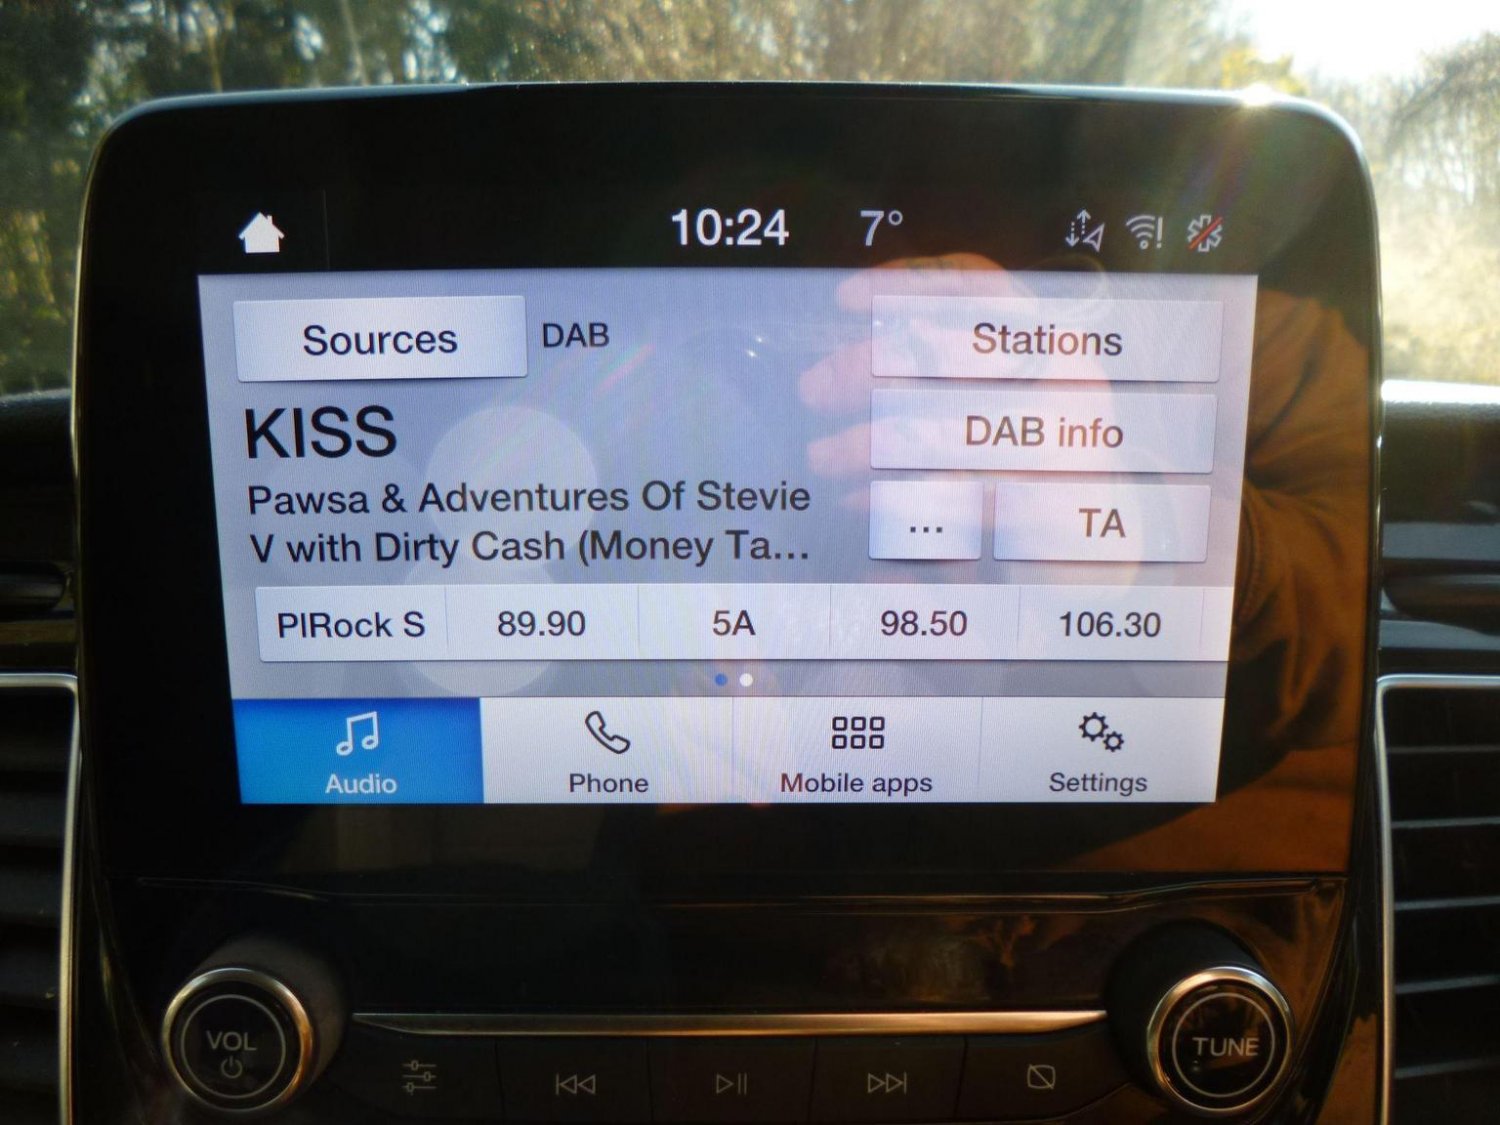 10:24 7°
Sources DAB Stations
KISS
DAB info
Pawsa & Adventures Of Stevie
V with Dirty Cash (Money Ta...
... TA
PlRock S 89.90 5A 98.50 106.30
Audio Phone Mobile apps Settings
VOL TUNE